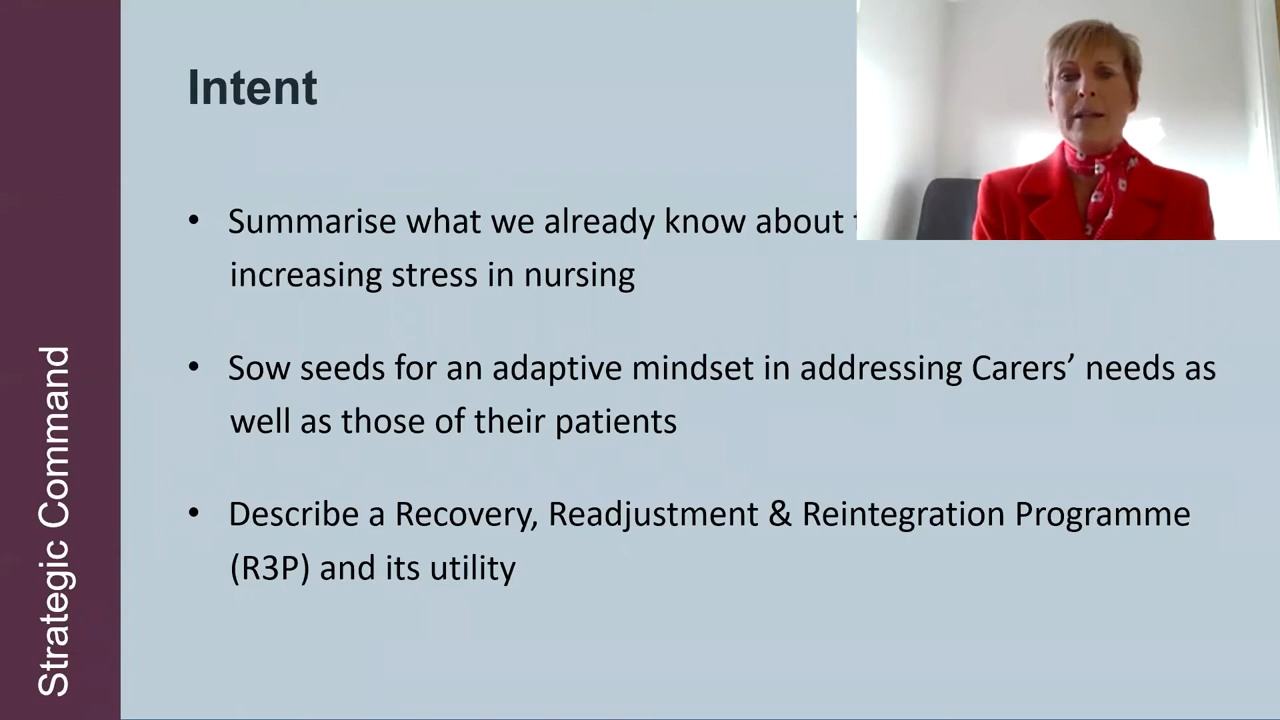 Intent
• Summarise what we already know about
increasing stress in nursing
• Sow seeds for an adaptive mindset in addressing Carers’ needs as
well as those of their patients
• Describe a Recovery, Readjustment & Reintegration Programme
(R3P) and its utility
Strategic Command